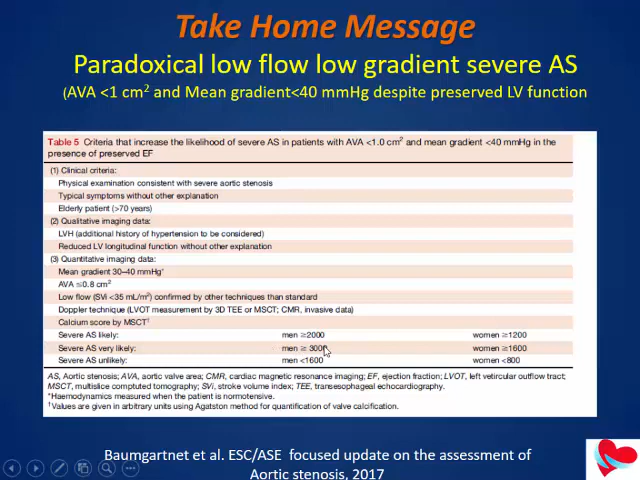 Take Home Message
Paradoxical low flow low gradient severe AS
(AVA <1 cm² and Mean gradient<40 mmHg despite preserved LV function
Table 5 Criteria that increase the likelihood of severe AS in patients with AVA <1.0 cm² and mean gradient <40 mmHg in the
presence of preserved EF
(1) Clinical criteria:
Physical examination consistent with severe aortic stenosis
Typical symptoms without other explanation
Elderly patient (>70 years)
(2) Qualitative imaging data:
LVH (additional history of hypertension to be considered)
Reduced LV longitudinal function without other explanation
(3) Quantitative imaging data:
Mean gradient 30–40 mmHg*
AVA ≤0.8 cm²
Low flow (SVi <35 mL/m²) confirmed by other techniques than standard
Doppler technique (LVOT measurement by 3D TEE or MSCT; CMR, invasive data)
Calcium score by MSCT†
Severe AS likely: men ≥2000 women ≥1200
Severe AS very likely: men ≥ 3000 women ≥1600
Severe AS unlikely: men <1600 women <800
AS, Aortic stenosis; AVA, aortic valve area; CMR, cardiac magnetic resonance imaging; EF, ejection fraction; LVOT, left vetricular outflow tract;
MSCT, multislice comptuted tomography; SVi, stroke volume index; TEE, transesophageal echocardiography.
*Haemodynamics measured when the patient is normotensive.
†Values are given in arbitrary units using Agatston method for quantification of valve calcification.
Baumgartnet et al. ESC/ASE focused update on the assessment of
Aortic stenosis, 2017